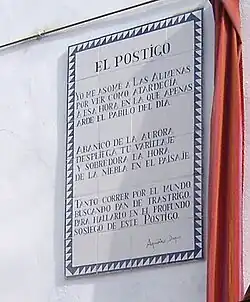 EL POSTIGO
YO ME ASOMÉ A LAS ALMENAS
POR VER CÓMO ATARDECÍA
A ESA HORA EN LA QUE APENAS
ARDE EL PABILO DEL DÍA
ABANICO DE LA AURORA
DESPLIEGA TU VARILLAJE
Y SOBREDORA LA HORA
DE LA NIEBLA EN EL PAISAJE
TANTO CORRER POR EL MUNDO
BUSCANDO PAN DE TRASTRIGO,
PARA HALLARLO EN EL PROFUNDO
SOSIEGO DE ESTE POSTIGO.